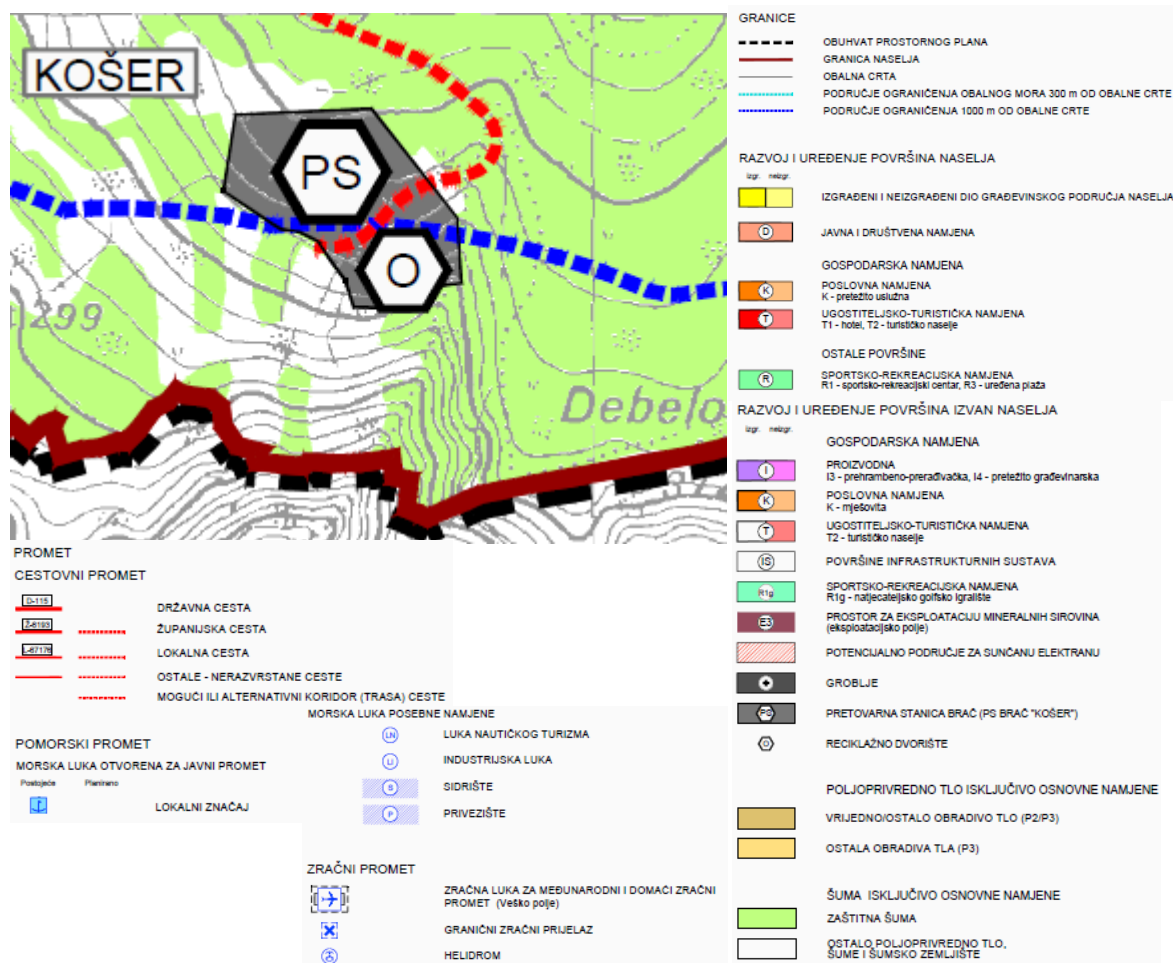 KOŠER
PS
O
299
Debelo
PROMET
CESTOVNI PROMET
D-115
DRŽAVNA CESTA
Ž-6193
ŽUPANIJSKA CESTA
L-67176
LOKALNA CESTA
OSTALE - NERAZVRSTANE CESTE
MOGUĆI ILI ALTERNATIVNI KORIDOR (TRASA) CESTE
POMORSKI PROMET
MORSKA LUKA OTVORENA ZA JAVNI PROMET
Postojeće Planirano
LOKALNI ZNAČAJ
MORSKA LUKA POSEBNE NAMJENE
LN
LUKA NAUTIČKOG TURIZMA
LI
INDUSTRIJSKA LUKA
S
SIDRIŠTE
P
PRIVEZIŠTE
ZRAČNI PROMET
ZRAČNA LUKA ZA MEĐUNARODNI I DOMAĆI ZRAČNI
PROMET (Veško polje)
GRANIČNI ZRAČNI PRIJELAZ
HELIDROM
GRANICE
OBUHVAT PROSTORNOG PLANA
GRANICA NASELJA
OBALNA CRTA
PODRUČJE OGRANIČENJA OBALNOG MORA 300 m OD OBALNE CRTE
PODRUČJE OGRANIČENJA 1000 m OD OBALNE CRTE
RAZVOJ I UREĐENJE POVRŠINA NASELJA
izgr. neizgr.
IZGRAĐENI I NEIZGRAĐENI DIO GRAĐEVINSKOG PODRUČJA NASELJA
D
JAVNA I DRUŠTVENA NAMJENA
GOSPODARSKA NAMJENA
K
POSLOVNA NAMJENA
K - pretežito uslužna
T
UGOSTITELJSKO-TURISTIČKA NAMJENA
T1 - hotel, T2 - turističko naselje
OSTALE POVRŠINE
R
SPORTSKO-REKREACIJSKA NAMJENA
R1 - sportsko-rekreacijski centar, R3 - uređena plaža
RAZVOJ I UREĐENJE POVRŠINA IZVAN NASELJA
izgr. neizgr.
GOSPODARSKA NAMJENA
I
PROIZVODNA
I3 - prehrambeno-prerađivačka, I4 - pretežito građevinarska
K
POSLOVNA NAMJENA
K - mješovita
T
UGOSTITELJSKO-TURISTIČKA NAMJENA
T2 - turističko naselje
IS
POVRŠINE INFRASTRUKTURNIH SUSTAVA
R1g
SPORTSKO-REKREACIJSKA NAMJENA
R1g - natjecateljsko golfsko igralište
E3
PROSTOR ZA EKSPLOATACIJU MINERALNIH SIROVINA
(eksploatacijsko polje)
POTENCIJALNO PODRUČJE ZA SUNČANU ELEKTRANU
GROBLJE
PS
PRETOVARNA STANICA BRAČ (PS BRAČ "KOŠER")
O
RECIKLAŽNO DVORIŠTE
POLJOPRIVREDNO TLO ISKLJUČIVO OSNOVNE NAMJENE
VRIJEDNO/OSTALO OBRADIVO TLO (P2/P3)
OSTALA OBRADIVA TLA (P3)
ŠUMA ISKLJUČIVO OSNOVNE NAMJENE
ZAŠTITNA ŠUMA
OSTALO POLJOPRIVREDNO TLO,
ŠUME I ŠUMSKO ZEMLJIŠTE